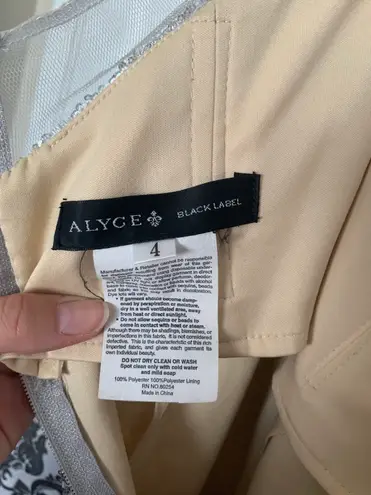 ALYCE BLACK LABEL
4
Manufacturer & Retailer cannot be responsible
• If garment should become damp-
ened by perspiration or moisture,
dry in a well ventilated area, away
from heat or direct sunlight.
• Do not allow sequins or beads to
come in contact with heat or steam.
Although there may be shadings, blemishes, or
imperfections in this fabric, it is not considered
defective. This is the characteristic of this rich
imported fabric, and gives each garment its
own individual beauty.
DO NOT DRY CLEAN OR WASH
Spot clean only with cold water
and mild soap
100% Polyester 100%Polyester Lining
RN NO.80254
Made in China